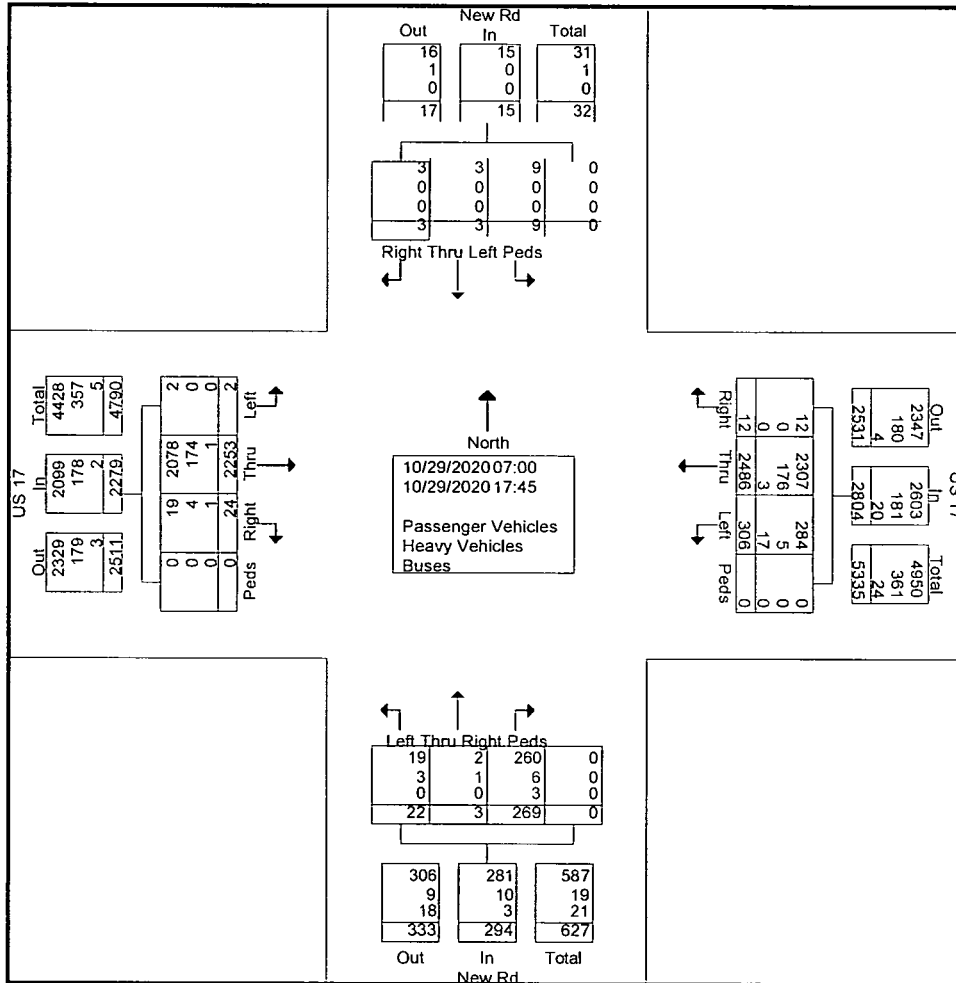 New Rd
Out In Total
16 15 31
1 0 1
0 0 0
17 15 32
3 3 9 0
0 0 0 0
0 0 0 0
3 3 9 0
Right Thru Left Peds
US 17
Total
4428
357
5
4790
In
2099
178
2
2279
Out
2329
179
3
2511
2 0 0 2
Left
2078 174 1 2253
Thru
19 4 1 24
Right
0 0 0 0
Peds
North
10/29/2020 07:00
10/29/2020 17:45
Passenger Vehicles
Heavy Vehicles
Buses
Right
12 0 0 12
Thru
2307 176 3 2486
Left
284 5 17 306
Peds
0 0 0 0
Out
2347
180
4
2531
In
2603
181
20
2804
Total
4950
361
24
5335
US 17
Left Thru Right Peds
19 2 260 0
3 1 6 0
0 0 3 0
22 3 269 0
306 281 587
9 10 19
18 3 21
333 294 627
Out In Total
New Rd